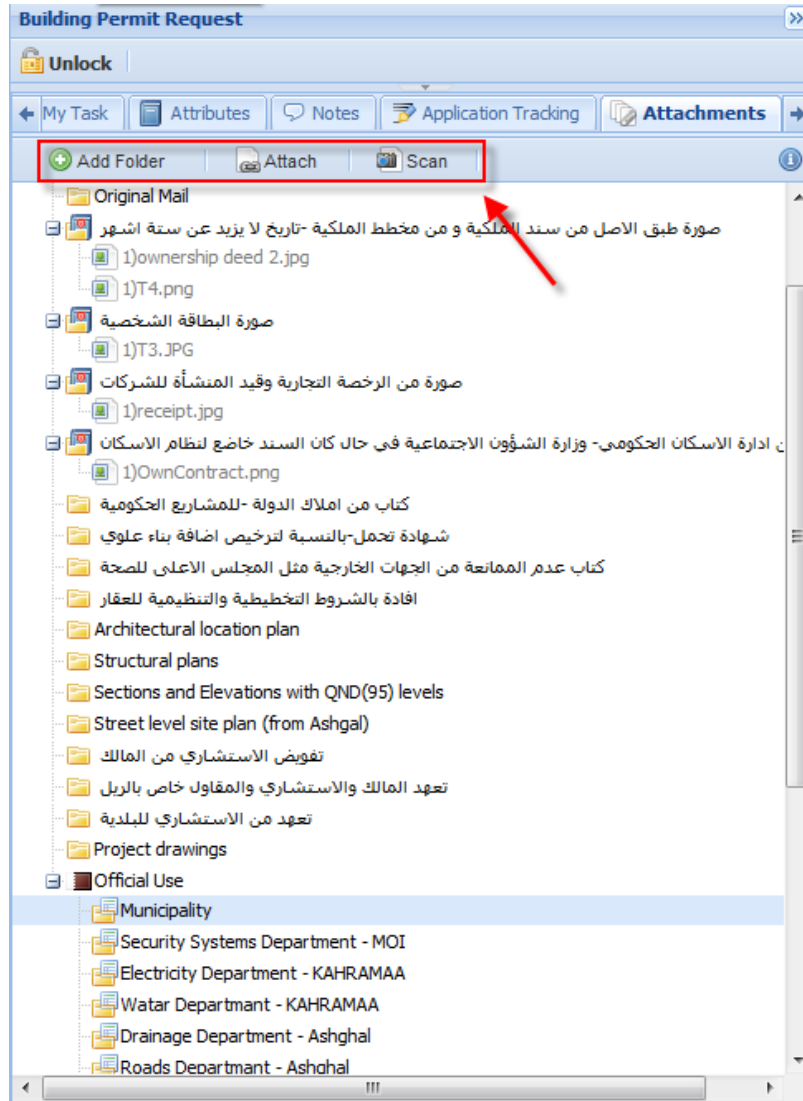 Building Permit Request
Unlock
My Task Attributes Notes Application Tracking Attachments
Add Folder Attach Scan
Original Mail
صورة طبق الاصل من سند الملكية و من مخطط الملكية -تاريخ لا يزيد عن ستة اشهر
1)ownership deed 2.jpg
1)T4.png
صورة البطاقة الشخصية
1)T3.JPG
صورة من الرخصة التجارية وقيد المنشأة للشركات
1)receipt.jpg
ن ادارة الاسكان الحكومي- وزارة الشؤون الاجتماعية في حال كان السند خاضع لنظام الاسكان
1)OwnContract.png
كتاب من املاك الدولة -للمشاريع الحكومية
شهادة تحمل-بالنسبة لترخيص اضافة بناء علوي
كتاب عدم الممانعة من الجهات الخارجية مثل المجلس الاعلى للصحة
افادة بالشروط التخطيطية والتنظيمية للعقار
Architectural location plan
Structural plans
Sections and Elevations with QND(95) levels
Street level site plan (from Ashgal)
تفويض الاستشاري من المالك
تعهد المالك والاستشاري والمقاول خاص بالريل
تعهد من الاستشاري للبلدية
Project drawings
Official Use
Municipality
Security Systems Department - MOI
Electricity Department - KAHRAMAA
Watar Departmant - KAHRAMAA
Drainage Department - Ashghal
Roads Departmant - Ashghal